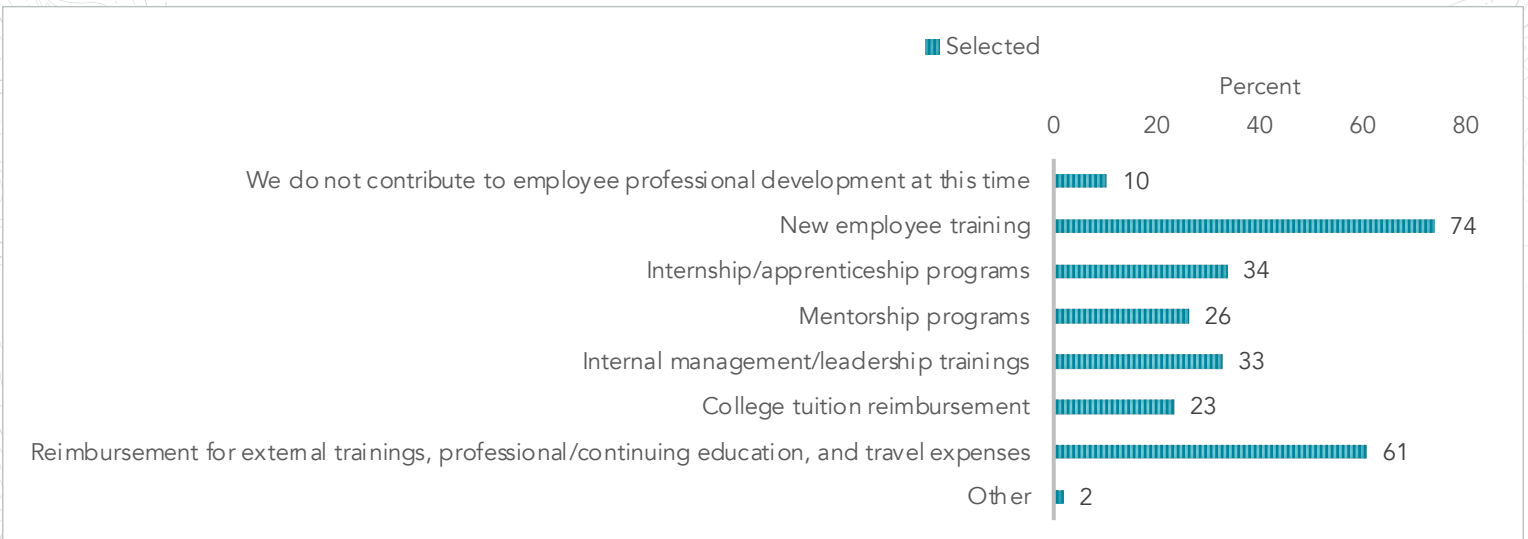 Selected
Percent
0 20 40 60 80
We do not contribute to employee professional development at this time 10
New employee training 74
Internship/apprenticeship programs 34
Mentorship programs 26
Internal management/leadership trainings 33
College tuition reimbursement 23
Reimbursement for external trainings, professional/continuing education, and travel expenses 61
Other 2